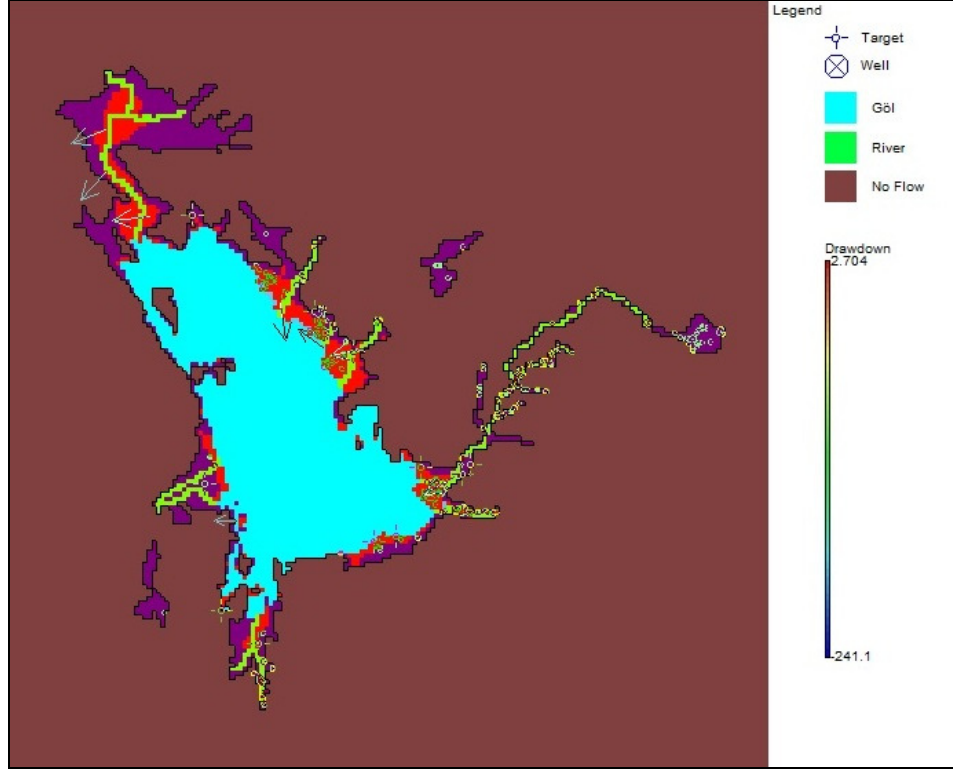 Legend
Target
Well
Göl
River
No Flow
Drawdown
2.704
-241.1